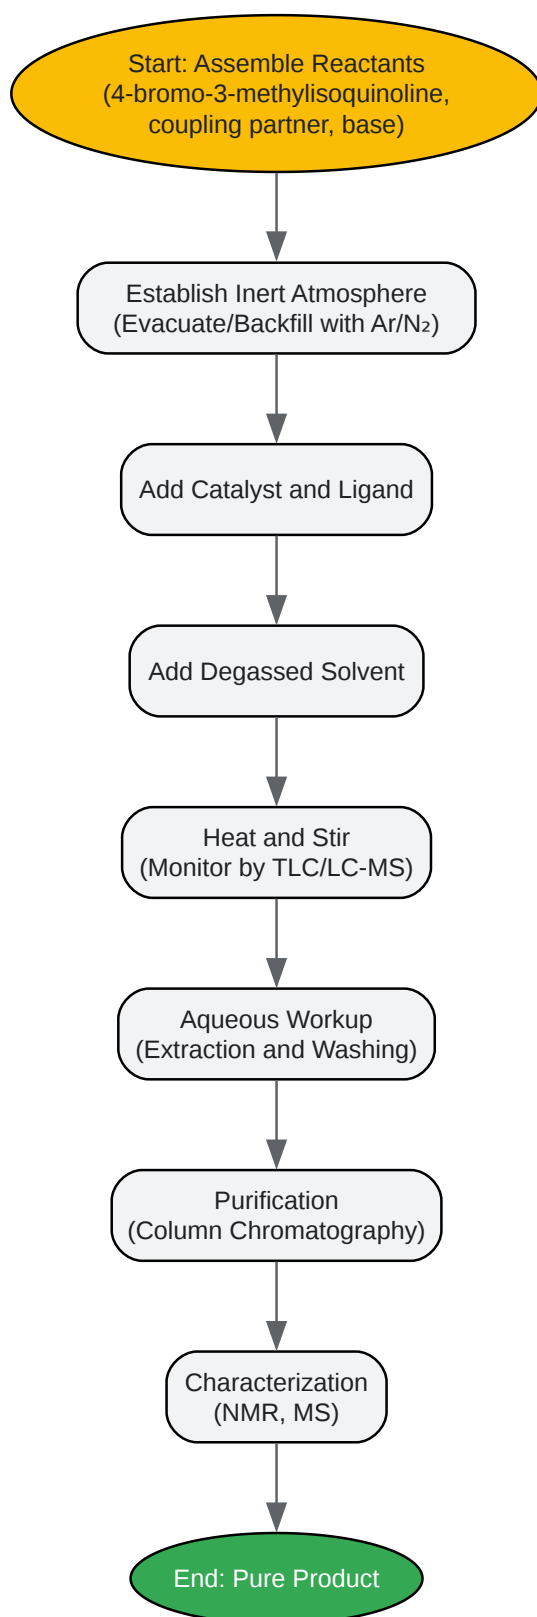 Start: Assemble Reactants
(4-bromo-3-methylisoquinoline,
coupling partner, base)
Establish Inert Atmosphere
(Evacuate/Backfill with Ar/N₂)
Add Catalyst and Ligand
Add Degassed Solvent
Heat and Stir
(Monitor by TLC/LC-MS)
Aqueous Workup
(Extraction and Washing)
Purification
(Column Chromatography)
Characterization
(NMR, MS)
End: Pure Product